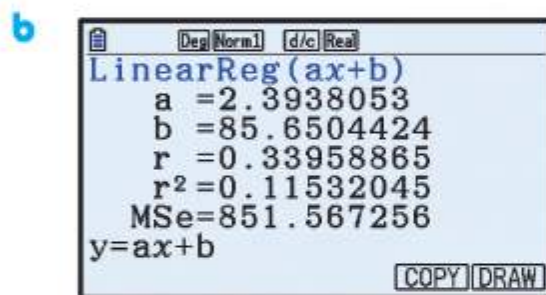 b
Deg Norm1 d/c Real
LinearReg(ax+b)
a =2.3938053
b =85.6504424
r =0.33958865
r²=0.11532045
MSe=851.567256
y=ax+b
COPY DRAW